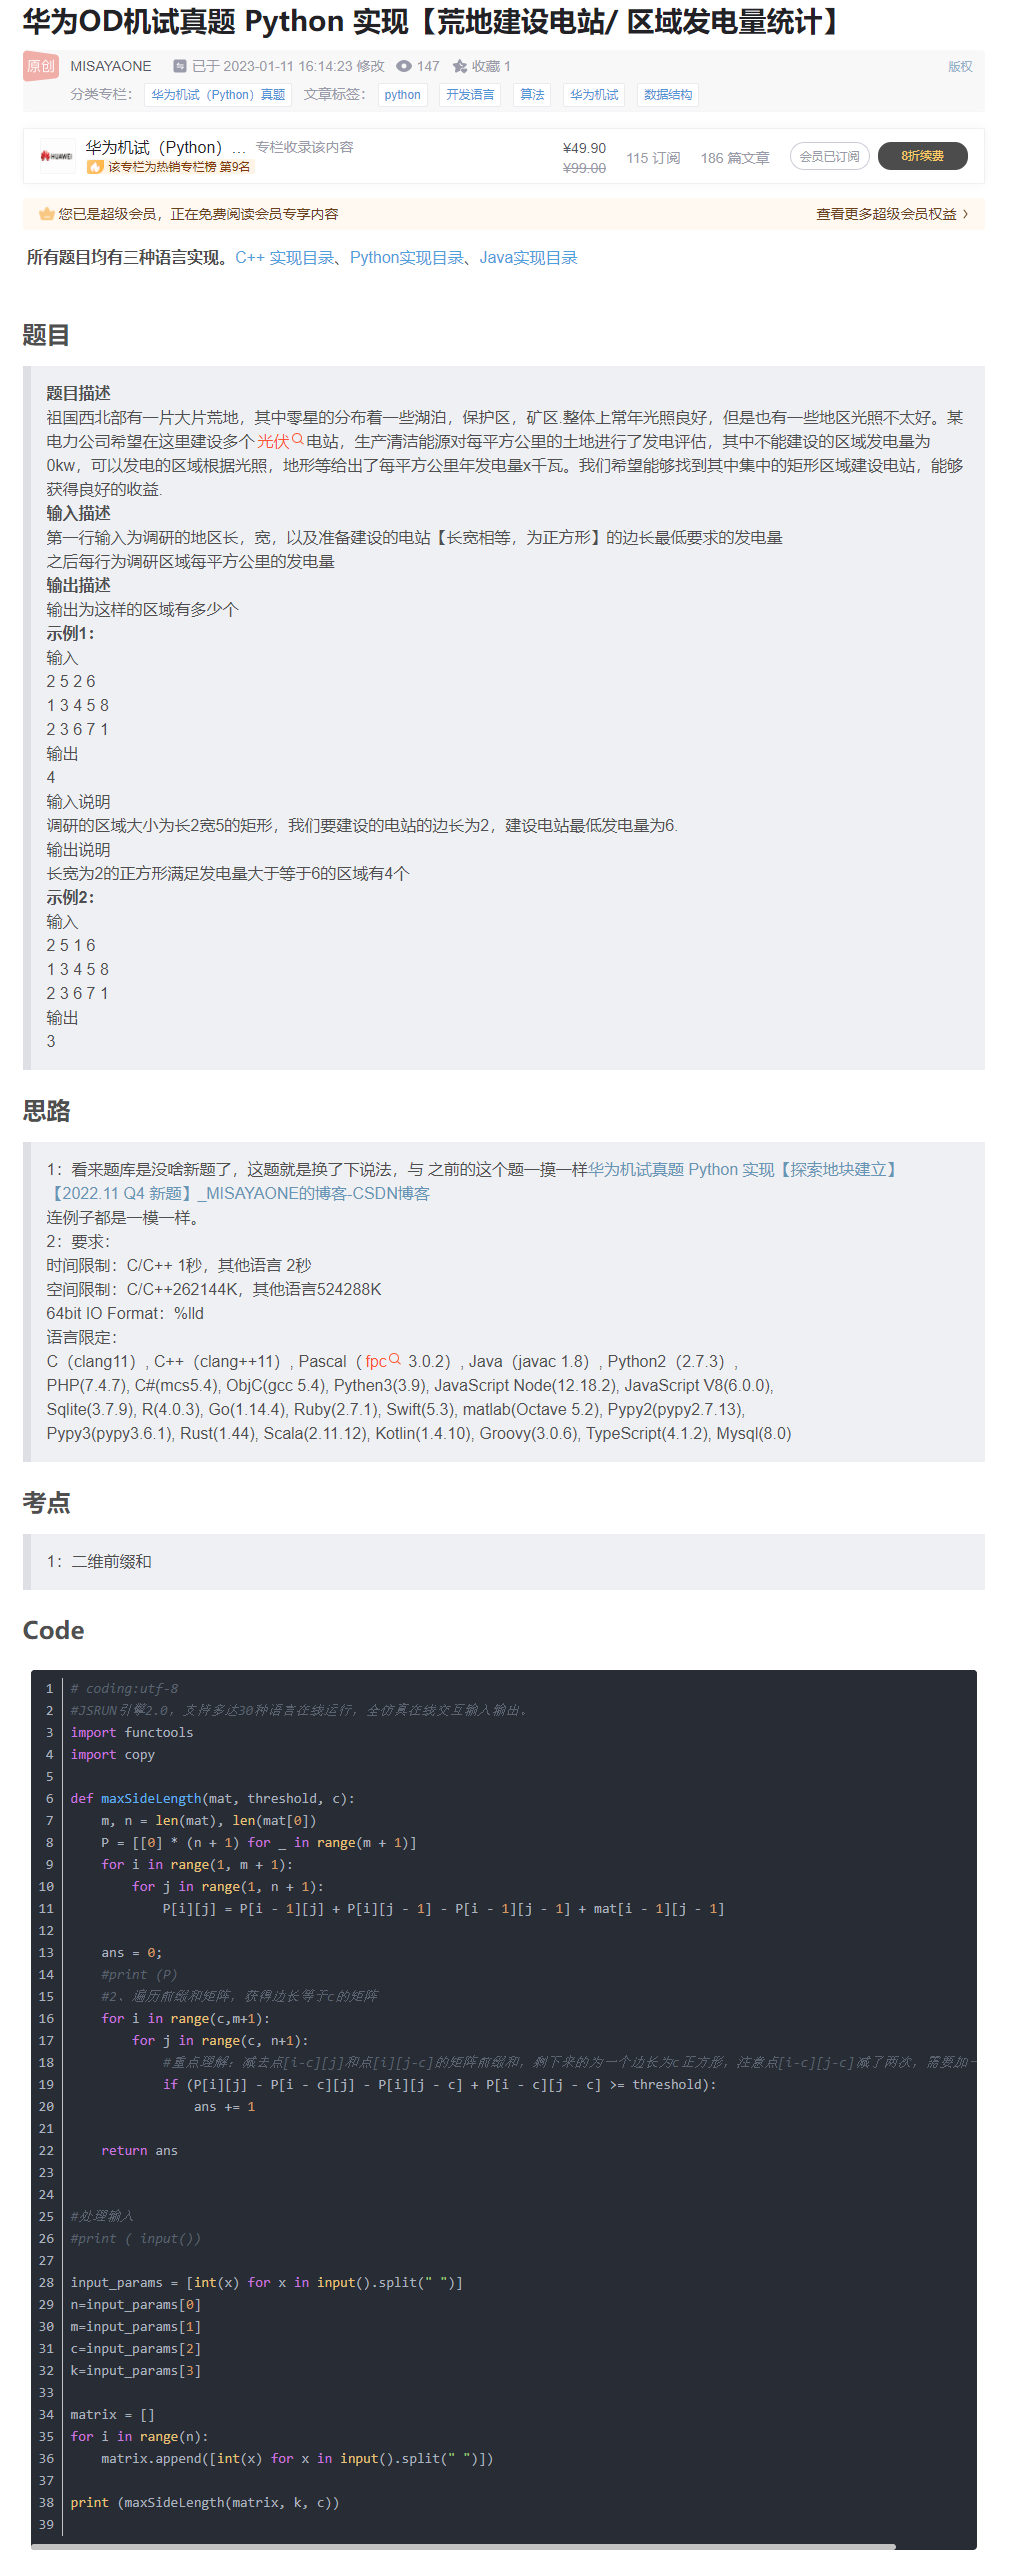 华为OD机试真题 Python 实现【荒地建设电站/ 区域发电量统计】
原创 MISAYAONE 已于 2023-01-11 16:14:23 修改 147 收藏 1 版权
分类专栏： 华为机试（Python）真题 文章标签： python 开发语言 算法 华为机试 数据结构
HUAWEI 华为机试（Python）... 专栏收录该内容 ¥49.90 115 订阅 186 篇文章 会员已订阅 8折续费
该专栏为热销专栏榜 第9名 ¥99.00
您已是超级会员，正在免费阅读会员专享内容 查看更多超级会员权益 〉
所有题目均有三种语言实现。C++ 实现目录、Python实现目录、Java实现目录
题目
题目描述
祖国西北部有一片大片荒地，其中零星的分布着一些湖泊，保护区，矿区.整体上常年光照良好，但是也有一些地区光照不太好。某
电力公司希望在这里建设多个光伏电站，生产清洁能源对每平方公里的土地进行了发电评估，其中不能建设的区域发电量为
0kw，可以发电的区域根据光照，地形等给出了每平方公里年发电量x千瓦。我们希望能够找到其中集中的矩形区域建设电站，能够
获得良好的收益.
输入描述
第一行输入为调研的地区长，宽，以及准备建设的电站【长宽相等，为正方形】的边长最低要求的发电量
之后每行为调研区域每平方公里的发电量
输出描述
输出为这样的区域有多少个
示例1：
输入
2 5 2 6
1 3 4 5 8
2 3 6 7 1
输出
4
输入说明
调研的区域大小为长2宽5的矩形，我们要建设的电站的边长为2，建设电站最低发电量为6.
输出说明
长宽为2的正方形满足发电量大于等于6的区域有4个
示例2：
输入
2 5 1 6
1 3 4 5 8
2 3 6 7 1
输出
3
思路
1：看来题库是没啥新题了，这题就是换了下说法，与 之前的这个题一摸一样华为机试真题 Python 实现【探索地块建立】
【2022.11 Q4 新题】_MISAYAONE的博客-CSDN博客
连例子都是一模一样。
2：要求：
时间限制：C/C++ 1秒，其他语言 2秒
空间限制：C/C++262144K，其他语言524288K
64bit IO Format：%lld
语言限定：
C（clang11）, C++（clang++11）, Pascal（fpc 3.0.2）, Java（javac 1.8）, Python2（2.7.3）,
PHP(7.4.7), C#(mcs5.4), ObjC(gcc 5.4), Pythen3(3.9), JavaScript Node(12.18.2), JavaScript V8(6.0.0),
Sqlite(3.7.9), R(4.0.3), Go(1.14.4), Ruby(2.7.1), Swift(5.3), matlab(Octave 5.2), Pypy2(pypy2.7.13),
Pypy3(pypy3.6.1), Rust(1.44), Scala(2.11.12), Kotlin(1.4.10), Groovy(3.0.6), TypeScript(4.1.2), Mysql(8.0)
考点
1：二维前缀和
Code
1 # coding:utf-8
2 #JSRUN引擎2.0，支持多达30种语言在线运行，全仿真在线交互输入输出。
3 import functools
4 import copy
5
6 def maxSideLength(mat, threshold, c):
7     m, n = len(mat), len(mat[0])
8     P = [[0] * (n + 1) for _ in range(m + 1)]
9     for i in range(1, m + 1):
10         for j in range(1, n + 1):
11             P[i][j] = P[i - 1][j] + P[i][j - 1] - P[i - 1][j - 1] + mat[i - 1][j - 1]
12
13     ans = 0;
14     #print (P)
15     #2、遍历前缀和矩阵，获得边长等于c的矩阵
16     for i in range(c,m+1):
17         for j in range(c, n+1):
18             #重点理解：减去点[i-c][j]和点[i][j-c]的矩阵前缀和，剩下来的为一个边长为c正方形，注意点[i-c][j-c]减了两次，需要加一
19             if (P[i][j] - P[i - c][j] - P[i][j - c] + P[i - c][j - c] >= threshold):
20                 ans += 1
21
22     return ans
23
24
25 #处理输入
26 #print ( input())
27
28 input_params = [int(x) for x in input().split(" ")]
29 n=input_params[0]
30 m=input_params[1]
31 c=input_params[2]
32 k=input_params[3]
33
34 matrix = []
35 for i in range(n):
36     matrix.append([int(x) for x in input().split(" ")])
37
38 print (maxSideLength(matrix, k, c))
39